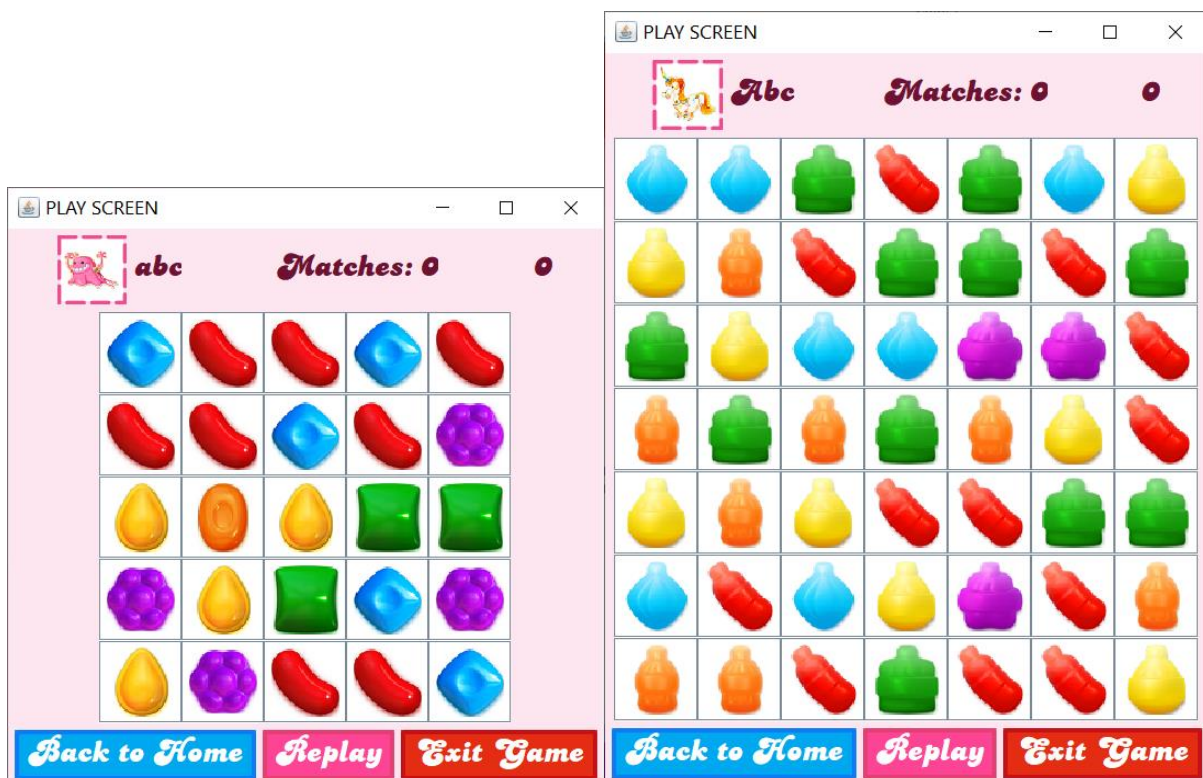 PLAY SCREEN
abc Matches: 0 0
Back to Home Replay Exit Game
PLAY SCREEN
Abc Matches: 0 0
Back to Home Replay Exit Game